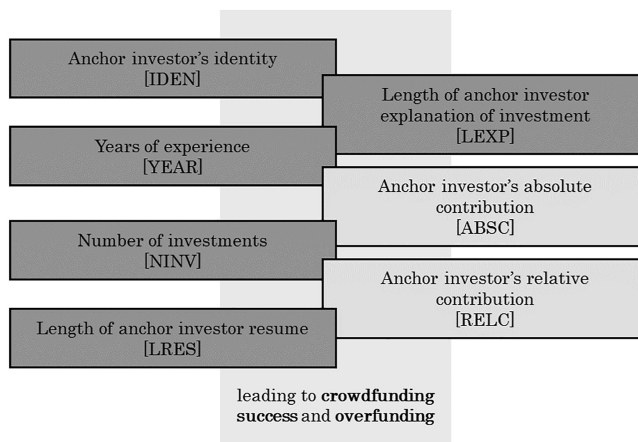 Anchor investor's identity
[IDEN]
Length of anchor investor
explanation of investment
[LEXP]
Years of experience
[YEAR]
Anchor investor's absolute
contribution
[ABSC]
Number of investments
[NINV]
Anchor investor's relative
contribution
[RELC]
Length of anchor investor resume
[LRES]
leading to crowdfunding
success and overfunding